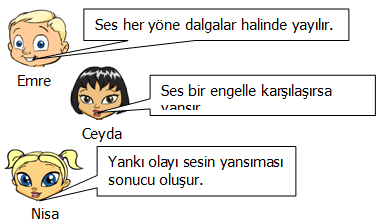 Ses her yöne dalgalar halinde yayılır.
Emre
Ses bir engelle karşılaşırsa
yansır
Ceyda
Yankı olayı sesin yansıması
sonucu oluşur.
Nisa